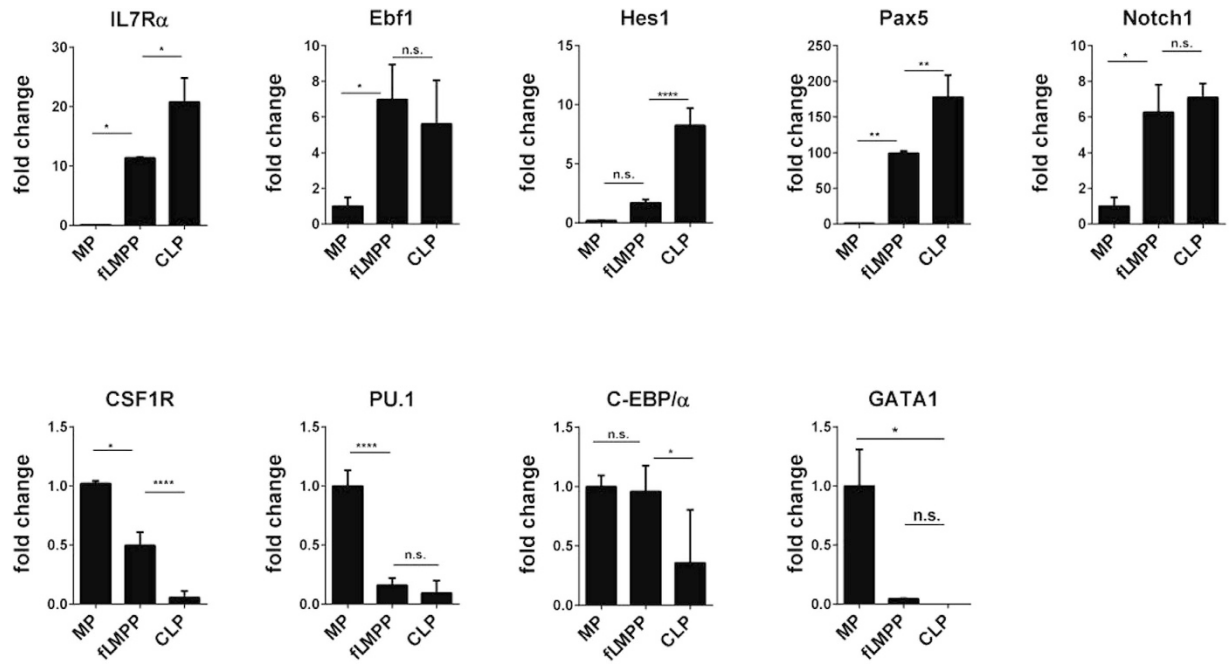 IL7Rα
fold change
30
20
10
0
*
*
MP
fLMPP
CLP
Ebf1
fold change
10
8
6
4
2
0
*
n.s.
MP
fLMPP
CLP
Hes1
fold change
15
10
5
0
n.s.
****
MP
fLMPP
CLP
Pax5
fold change
250
200
150
100
50
0
**
**
MP
fLMPP
CLP
Notch1
fold change
10
8
6
4
2
0
*
n.s.
MP
fLMPP
CLP
CSF1R
fold change
1.5
1.0
0.5
0.0
*
****
MP
fLMPP
CLP
PU.1
fold change
1.5
1.0
0.5
0.0
****
n.s.
MP
fLMPP
CLP
C-EBP/α
fold change
1.5
1.0
0.5
0.0
n.s.
*
MP
fLMPP
CLP
GATA1
fold change
1.5
1.0
0.5
0.0
*
n.s.
MP
fLMPP
CLP